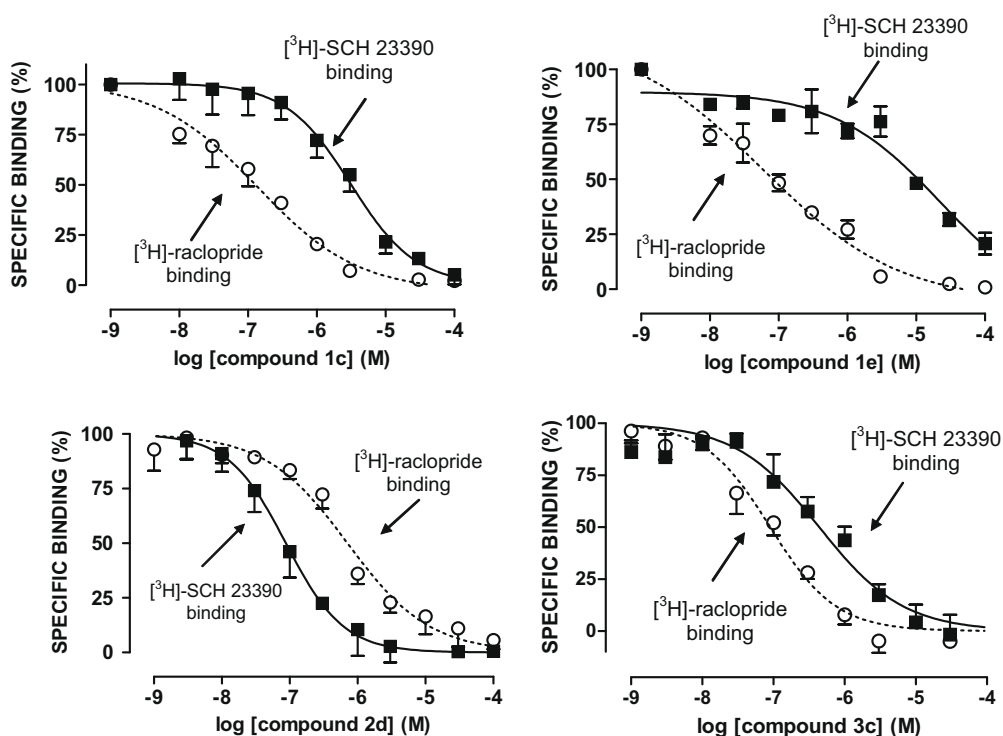 [³H]-SCH 23390
binding
100
75
50
25
0
SPECIFIC BINDING (%)
[³H]-raclopride
binding
-9 -8 -7 -6 -5 -4
log [compound 1c] (M)
[³H]-SCH 23390
binding
100
75
50
25
0
SPECIFIC BINDING (%)
[³H]-raclopride
binding
-9 -8 -7 -6 -5 -4
log [compound 1e] (M)
100
75
50
25
0
SPECIFIC BINDING (%)
[³H]-raclopride
binding
[³H]-SCH 23390
binding
-9 -8 -7 -6 -5 -4
log [compound 2d] (M)
100
75
50
25
0
SPECIFIC BINDING (%)
[³H]-SCH 23390
binding
[³H]-raclopride
binding
-9 -8 -7 -6 -5 -4
log [compound 3c] (M)